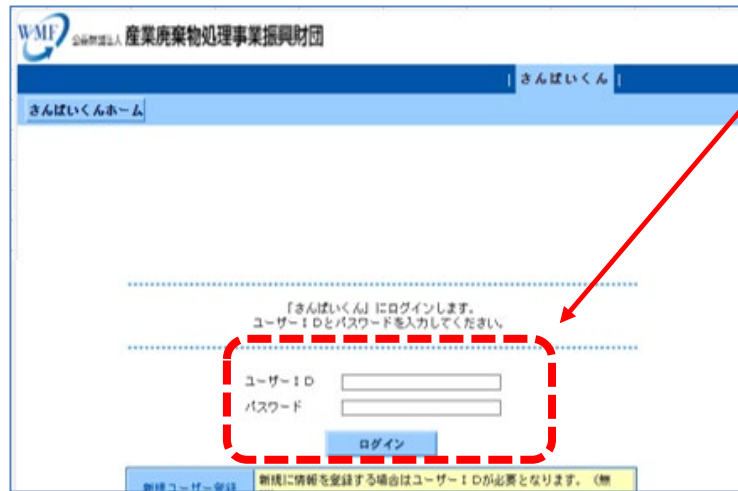 WMF 公益財団法人 産業廃棄物処理事業振興財団
| さんぱいくん |
さんぱいくんホーム
「さんぱいくん」にログインします。
ユーザーIDとパスワードを入力してください。
ユーザーID
パスワード
ログイン
新規ユーザー登録
新規に情報を登録する場合はユーザーIDが必要となります。（無